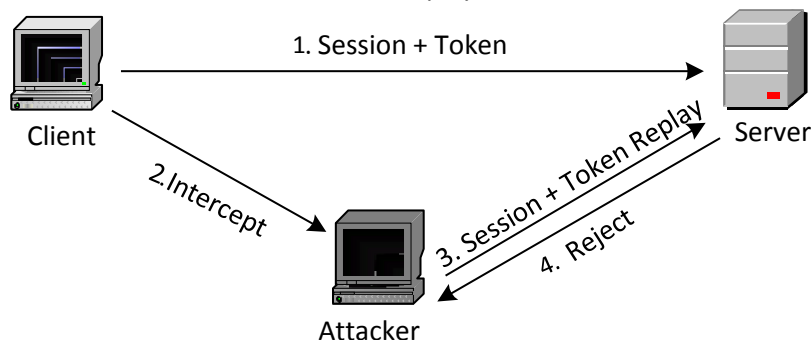 1. Session + Token
Client
Server
2.Intercept
3. Session + Token Replay
4. Reject
Attacker